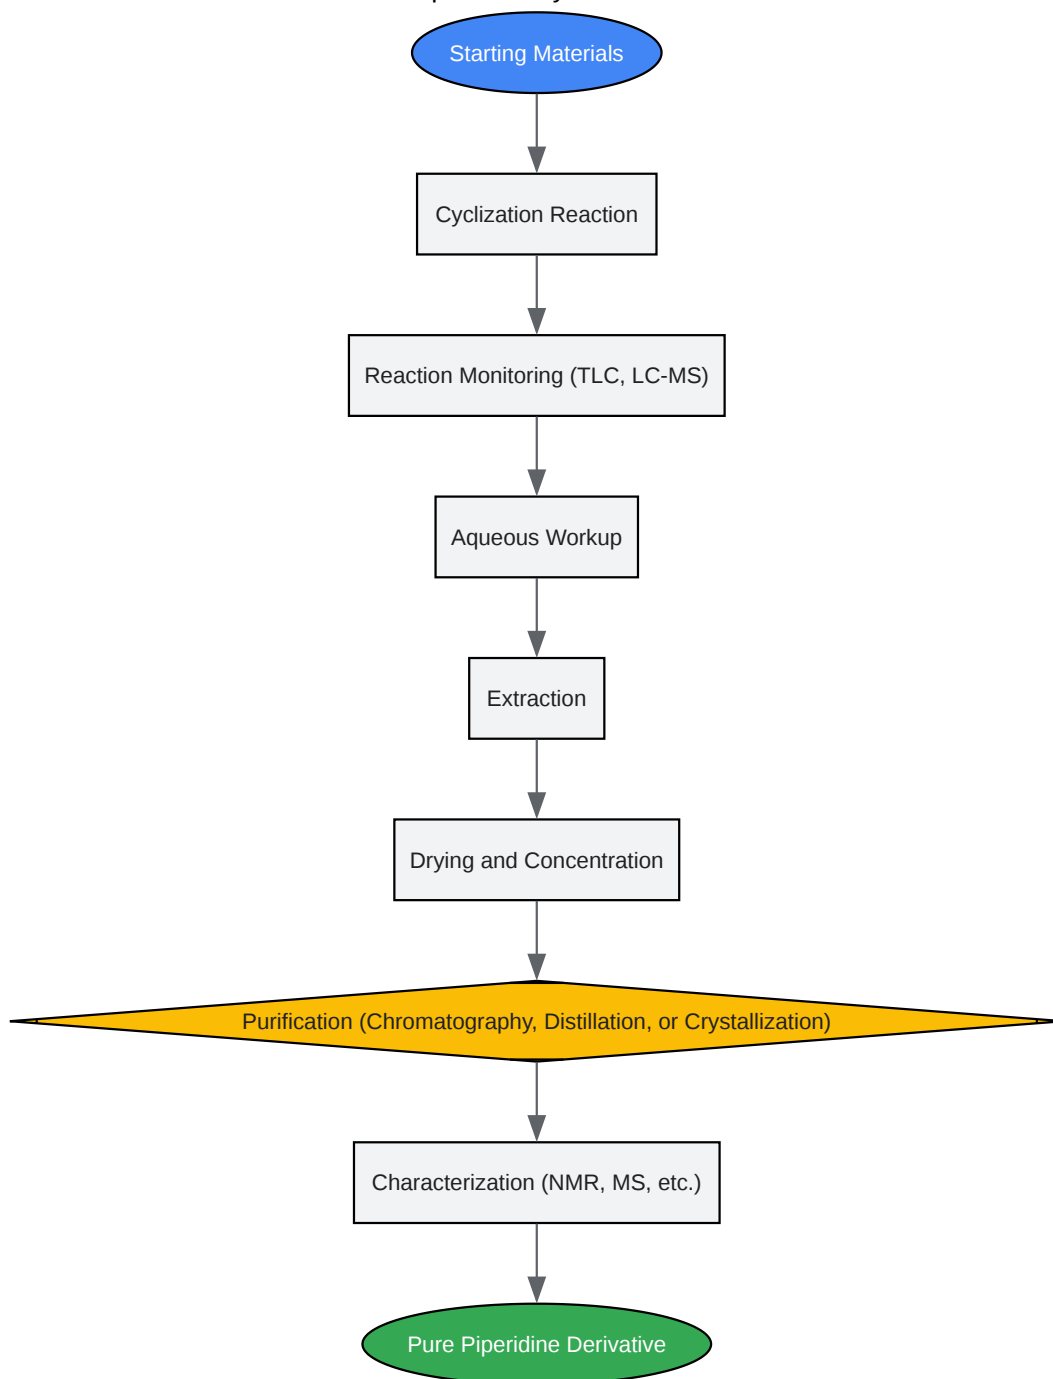 Starting Materials
Cyclization Reaction
Reaction Monitoring (TLC, LC-MS)
Aqueous Workup
Extraction
Drying and Concentration
Purification (Chromatography, Distillation, or Crystallization)
Characterization (NMR, MS, etc.)
Pure Piperidine Derivative